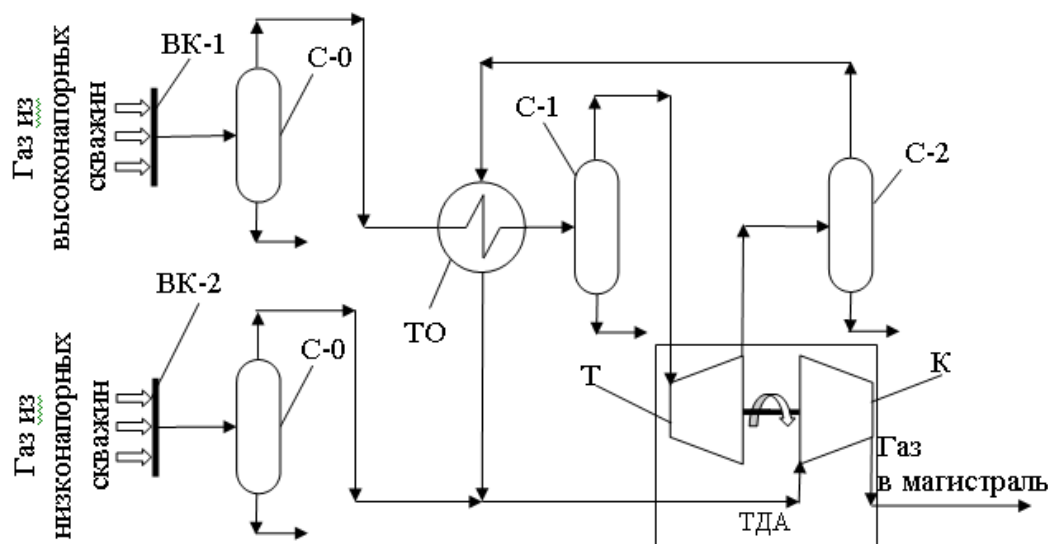 Газ из
высоконапорных
скважин
ВК-1
С-0
С-1
С-2
ТО
Газ из
низконапорных
скважин
ВК-2
С-0
Т
К
Газ
в магистраль
ТДА